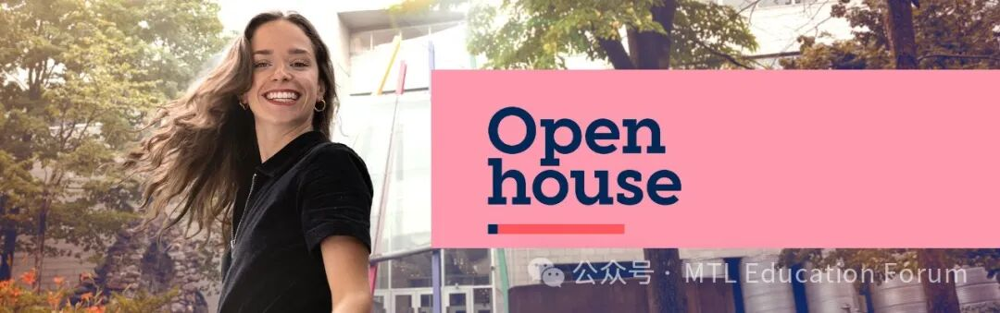 Open
house
公众号 · MTL Education Forum